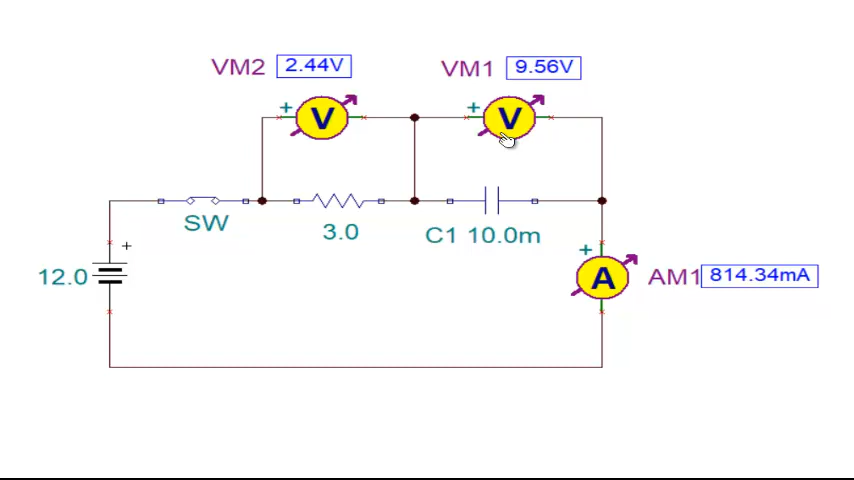 VM2 2.44V
VM1 9.56V
+ V
+ V
SW
3.0
C1 10.0m
+
12.0
+
A
AM1 814.34mA